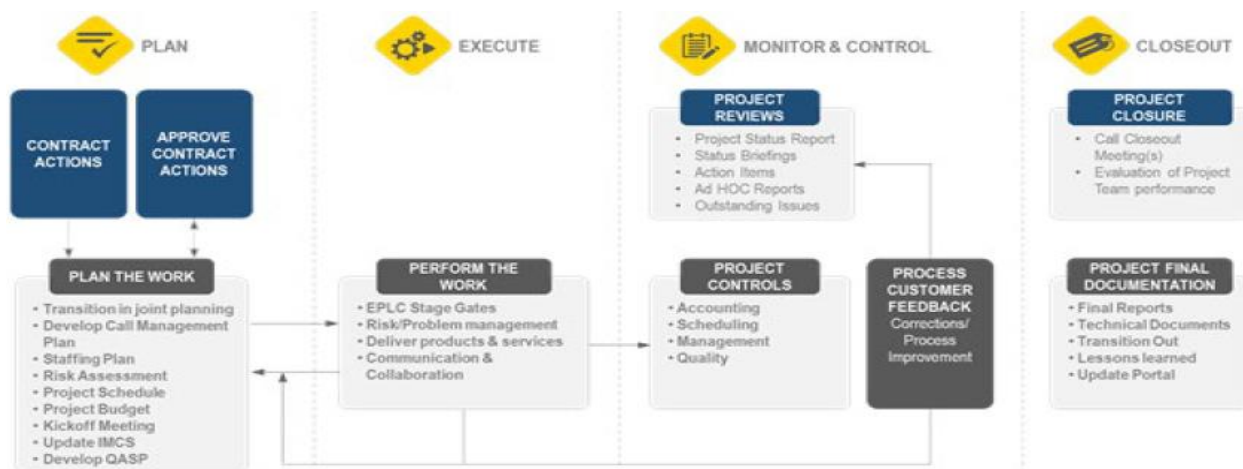 PLAN
EXECUTE
MONITOR & CONTROL
CLOSEOUT
CONTRACT
ACTIONS
APPROVE
CONTRACT
ACTIONS
PLAN THE WORK
• Transition in joint planning
• Develop Call Management
Plan
• Staffing Plan
• Risk Assessment
• Project Schedule
• Project Budget
• Kickoff Meeting
• Update IMCS
• Develop QASP
PERFORM THE
WORK
• EPLC Stage Gates
• Risk/Problem management
• Deliver products & services
• Communication &
Collaboration
PROJECT
REVIEWS
• Project Status Report
• Status Briefings
• Action Items
• Ad HOC Reports
• Outstanding Issues
PROJECT
CONTROLS
• Accounting
• Scheduling
• Management
• Quality
PROCESS
CUSTOMER
FEEDBACK
Corrections/
Process
Improvement
PROJECT
CLOSURE
• Call Closeout
Meeting(s)
• Evaluation of Project
Team performance
PROJECT FINAL
DOCUMENTATION
• Final Reports
• Technical Documents
• Transition Out
• Lessons learned
• Update Portal